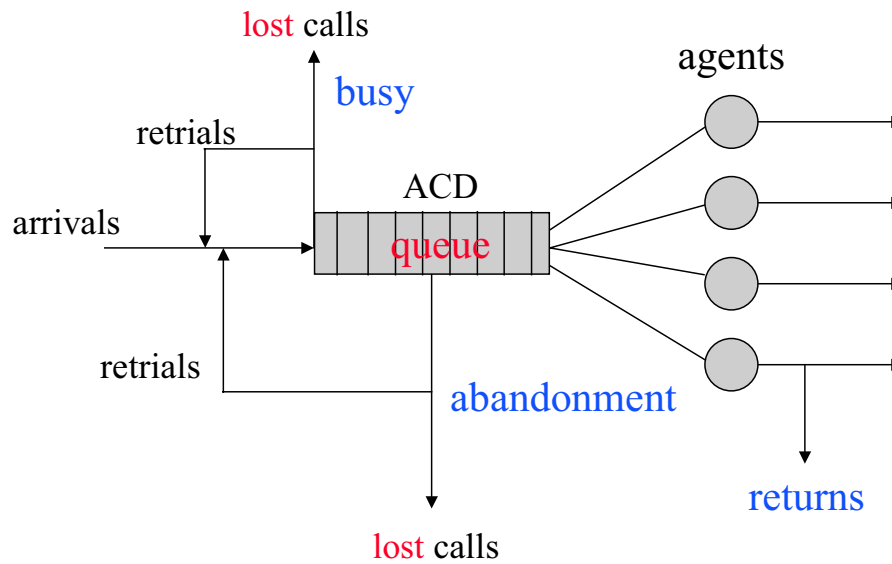 lost calls
agents
busy
retrials
ACD
arrivals
queue
retrials
abandonment
returns
lost calls